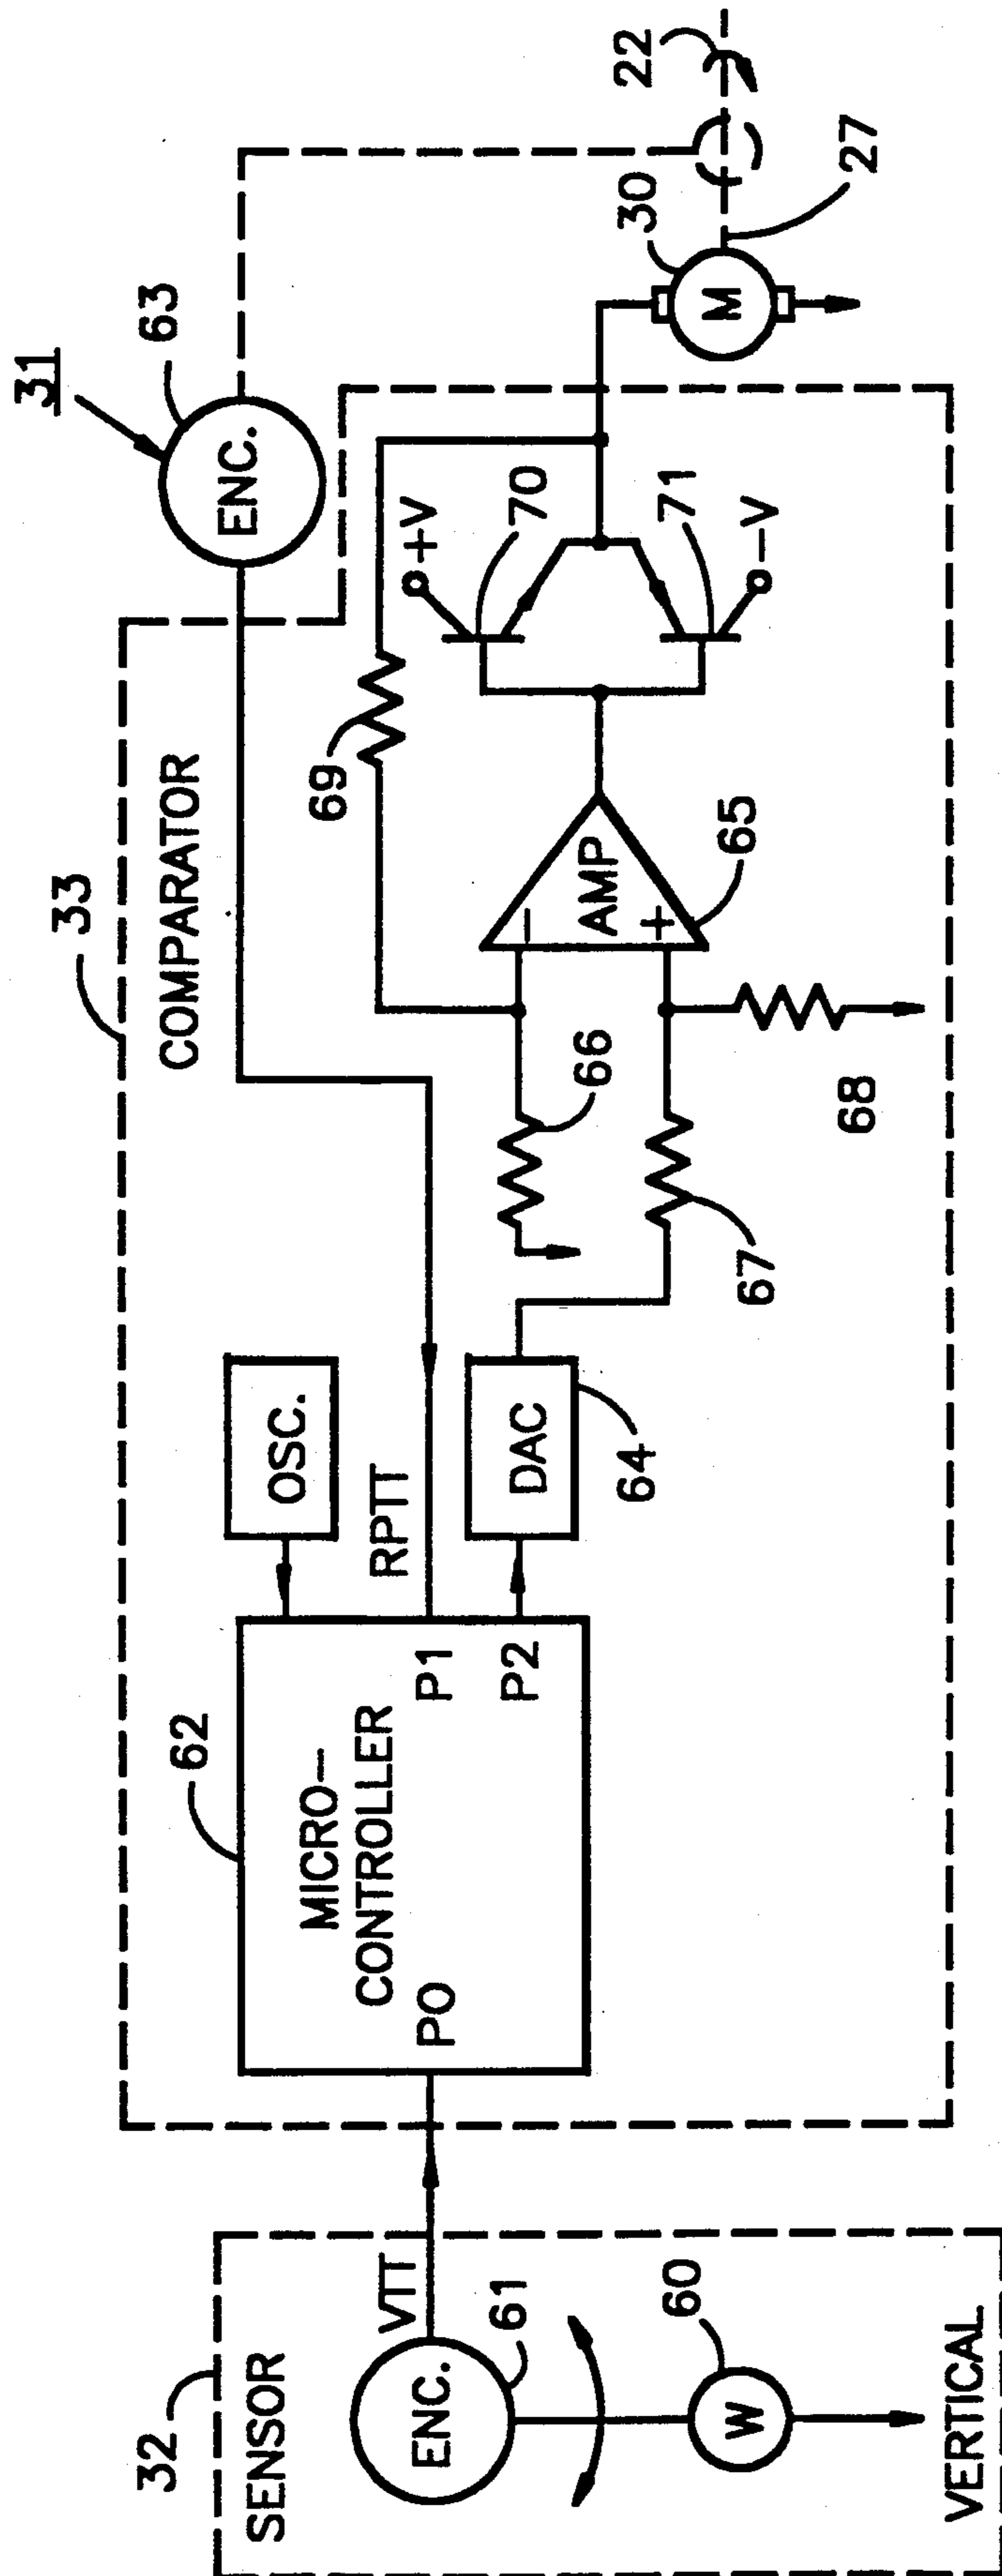 32
SENSOR
ENC.
61
W
60
VERTICAL
VTT
33
COMPARATOR
62
MICRO-
CONTROLLER
P0
P1
P2
OSC.
RPTT
DAC
64
66
67
68
69
AMP
-
+
65
+V
70
71
-V
31
ENC.
63
30
M
22
27